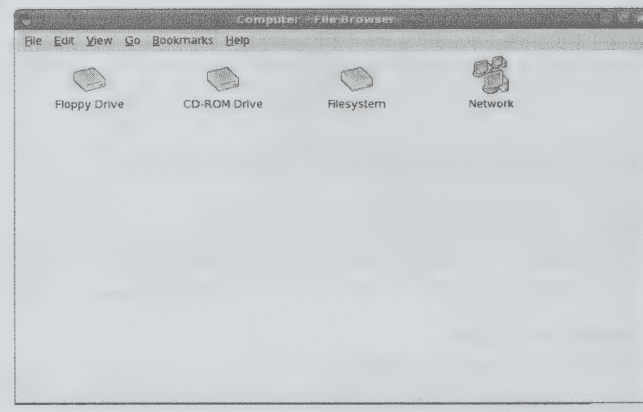 Computer - File Browser
File Edit View Go Bookmarks Help
Floppy Drive CD-ROM Drive Filesystem Network